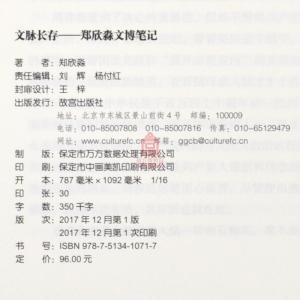 文脉长存——郑欣淼文博笔记
著 者：郑欣淼
责任编辑：刘 辉 杨付红
封扉设计：王 梓
出版发行：故宫出版社
地址：北京市东城区景山前街4号 邮编：100009
电话：010-85007808 010-85007816 传真：010-65129479
网址：www.culturefc.cn 邮箱：ggcb@culturefc.cn
制 版：保定市万方数据处理有限公司
印 刷：保定市中画美凯印刷有限公司
开 本：787 毫米 × 1092 毫米 1/16
印 张：30
字 数：350 千字
版 次：2017 年 12 月第 1 版
2017 年 12 月第 1 次印刷
书 号：ISBN 978-7-5134-1071-7
定 价：96.00 元